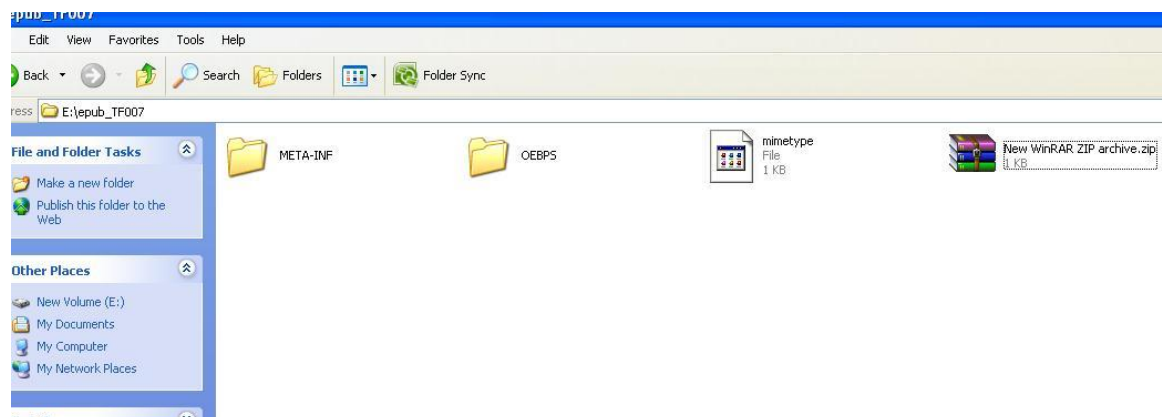 epub_TF007
Edit View Favorites Tools Help
Back Search Folders Folder Sync
ress E:\epub_TF007
File and Folder Tasks
Make a new folder
Publish this folder to the
Web
Other Places
New Volume (E:)
My Documents
My Computer
My Network Places
META-INF
OEBPS
mimetype
File
1 KB
New WinRAR ZIP archive.zip
1 KB